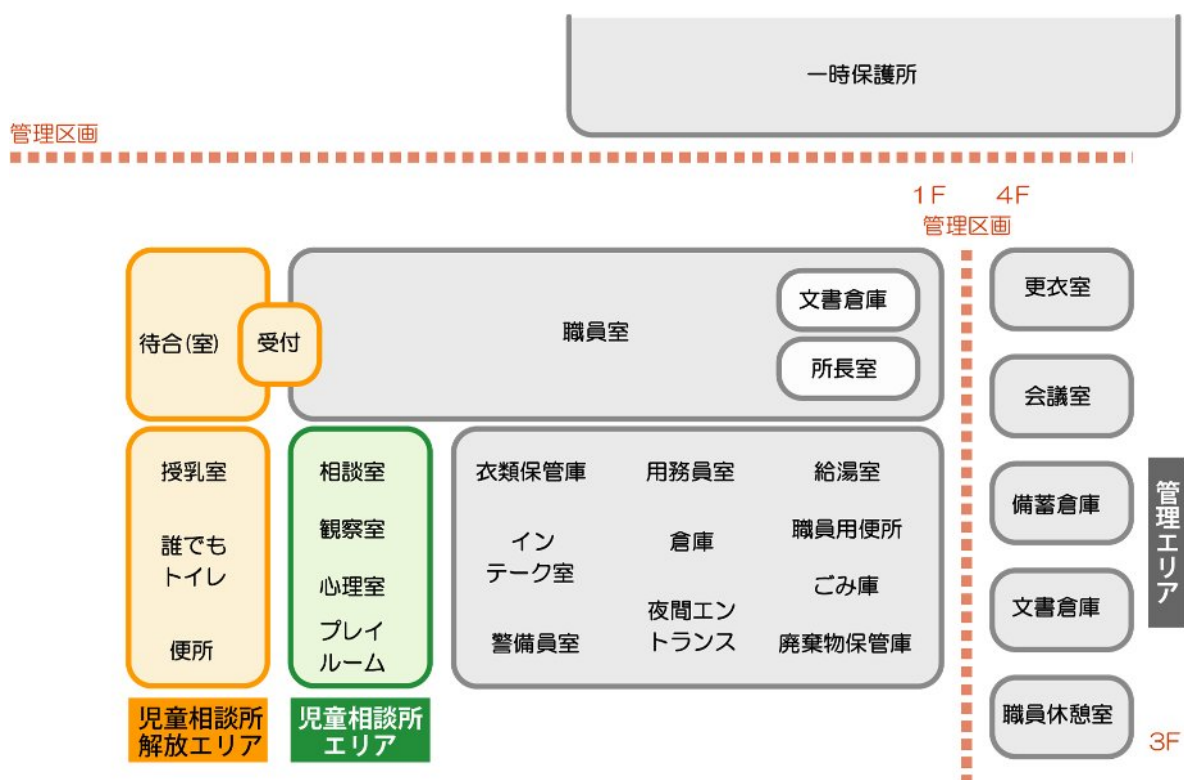 一時保護所
管理区画
1F 4F
管理区画
待合(室)
受付
職員室
文書倉庫
所長室
更衣室
会議室
備蓄倉庫
文書倉庫
職員休憩室
管理エリア
3F
授乳室
誰でも
トイレ
便所
相談室
観察室
心理室
プレイ
ルーム
衣類保管庫
イン
テーク室
警備員室
用務員室
倉庫
夜間エン
トランス
給湯室
職員用便所
ごみ庫
廃棄物保管庫
児童相談所
解放エリア
児童相談所
エリア